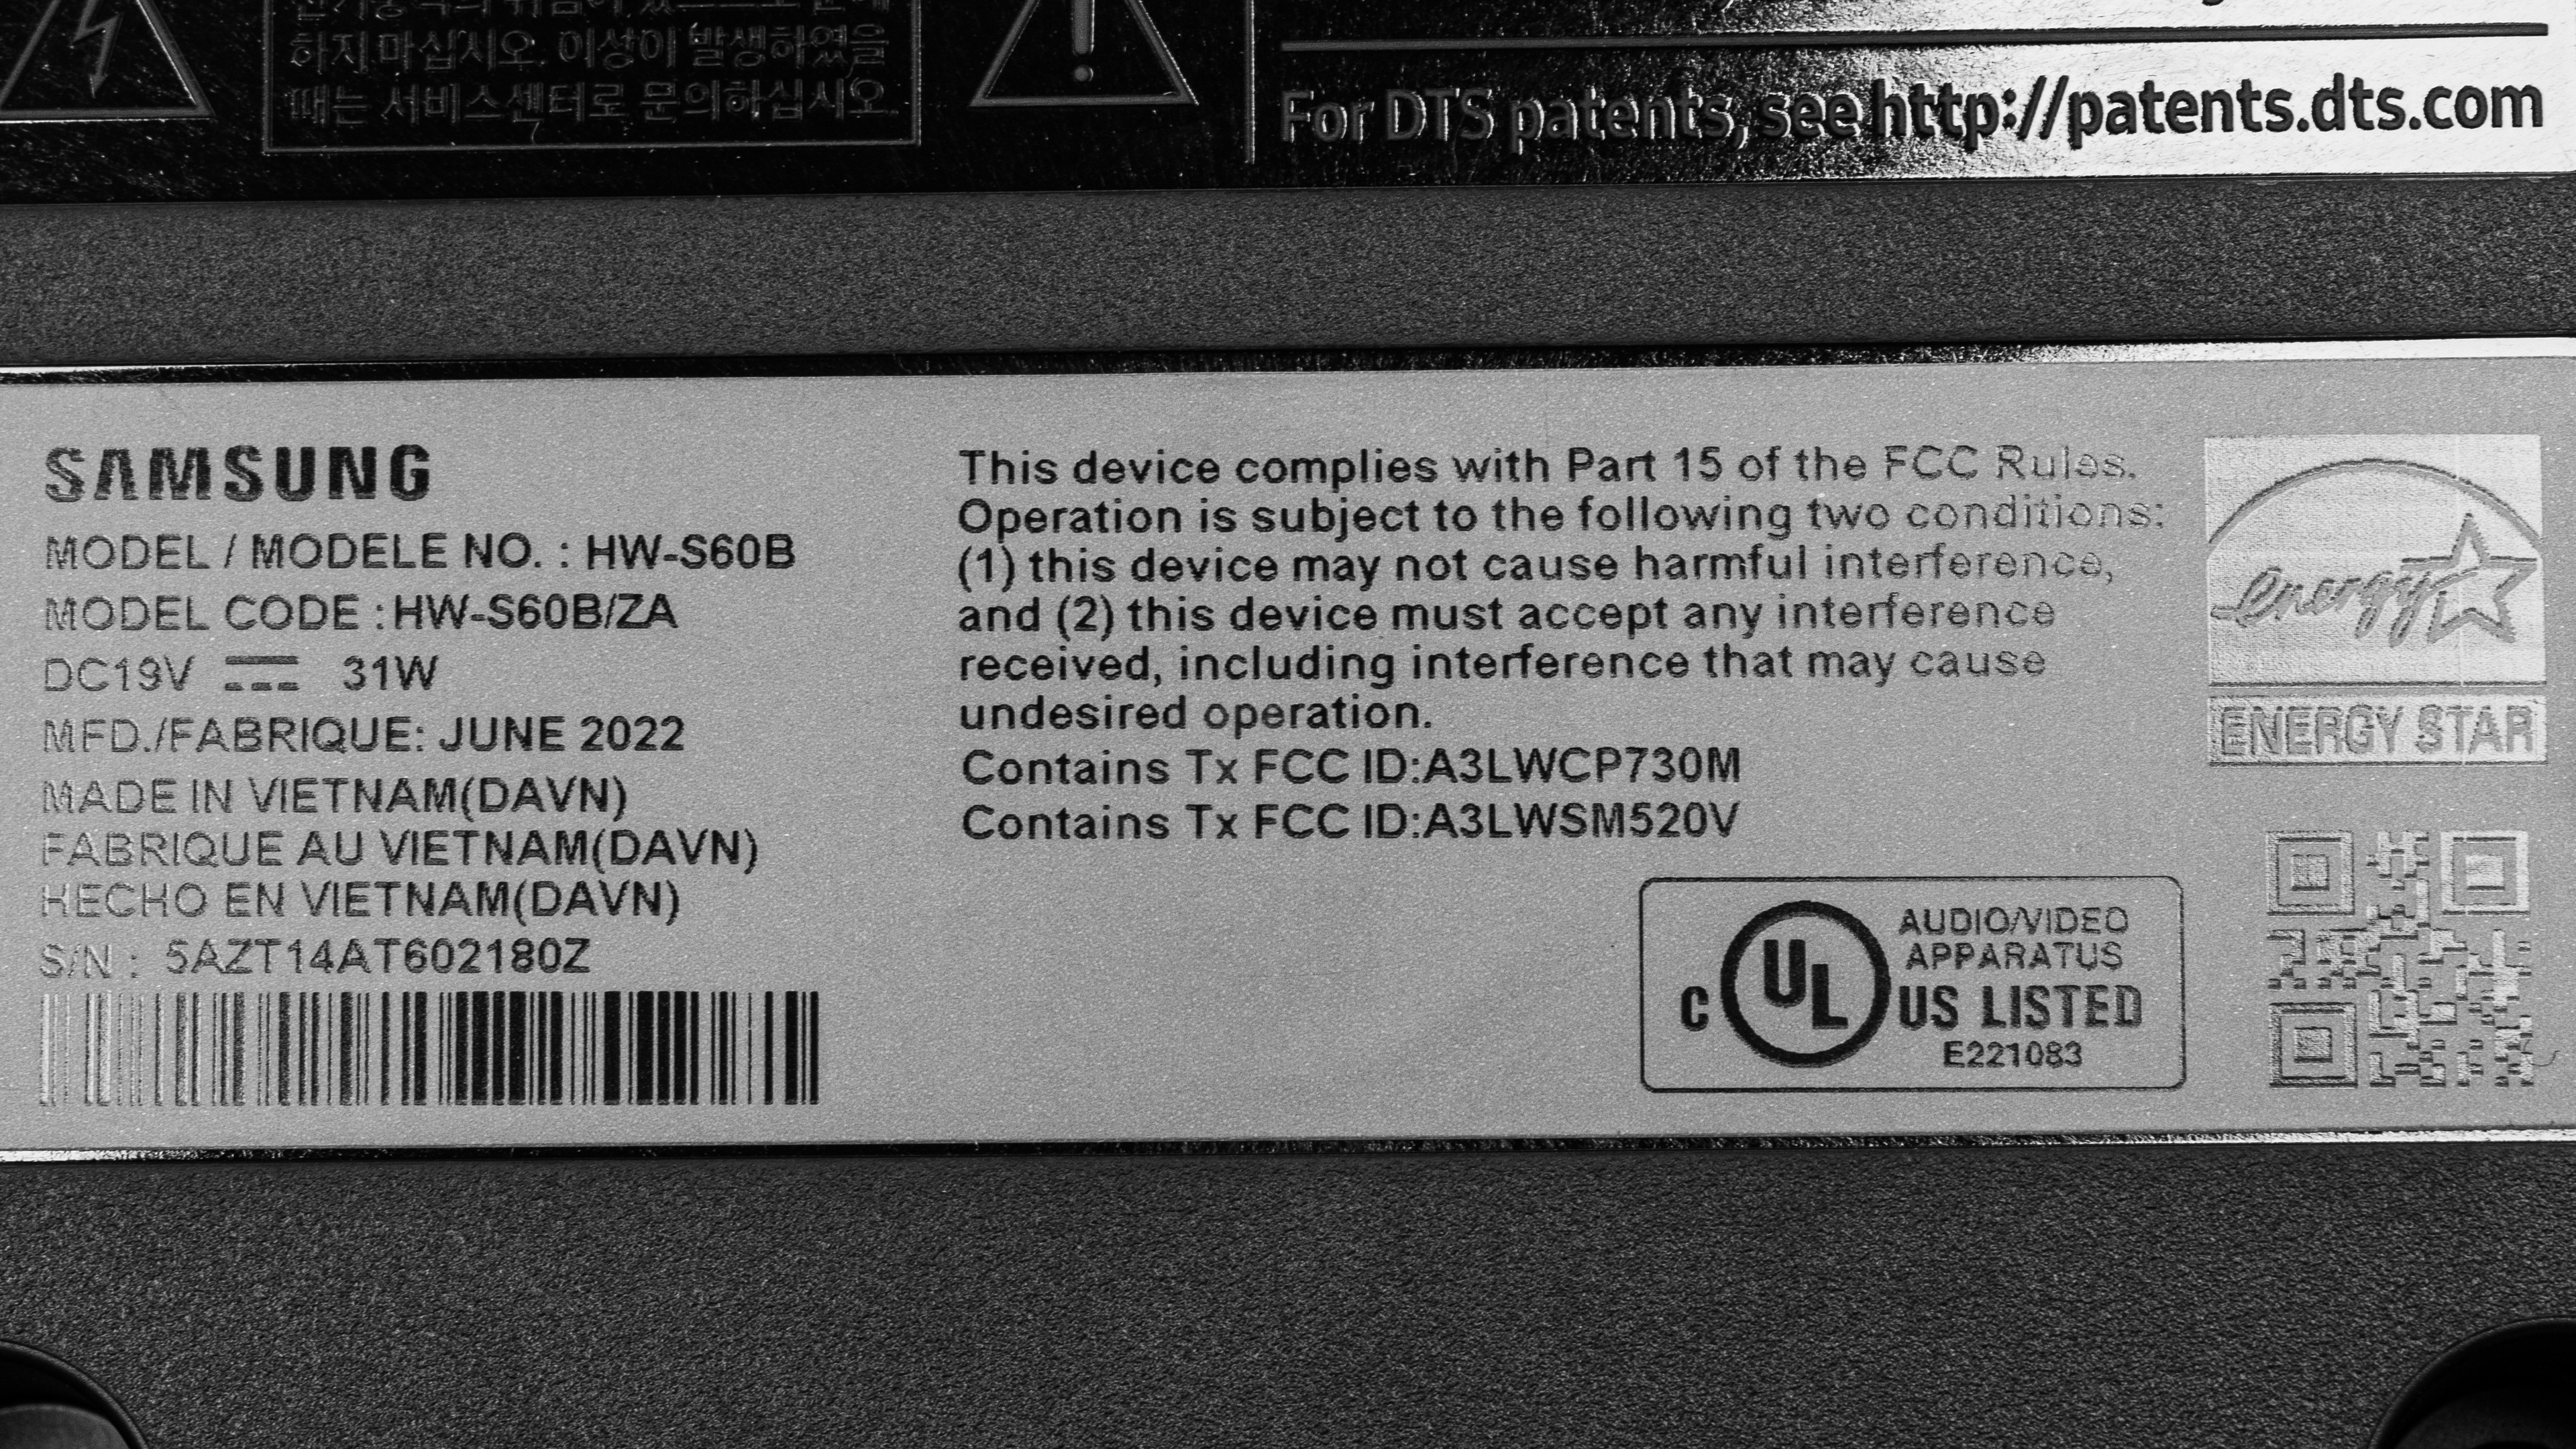 하지 마십시오. 이상이 발생하였을
때는 서비스센터로 문의하십시오.
For DTS patents, see http://patents.dts.com
SAMSUNG
MODEL / MODELE NO. : HW-S60B
MODEL CODE : HW-S60B/ZA
DC19V 31W
MFD./FABRIQUE: JUNE 2022
MADE IN VIETNAM(DAVN)
FABRIQUE AU VIETNAM(DAVN)
HECHO EN VIETNAM(DAVN)
S/N : 5AZT14AT602180Z
This device complies with Part 15 of the FCC Rules.
Operation is subject to the following two conditions:
(1) this device may not cause harmful interference,
and (2) this device must accept any interference
received, including interference that may cause
undesired operation.
Contains Tx FCC ID:A3LWCP730M
Contains Tx FCC ID:A3LWSM520V
energy
ENERGY STAR
C UL US LISTED
AUDIO/VIDEO
APPARATUS
E221083